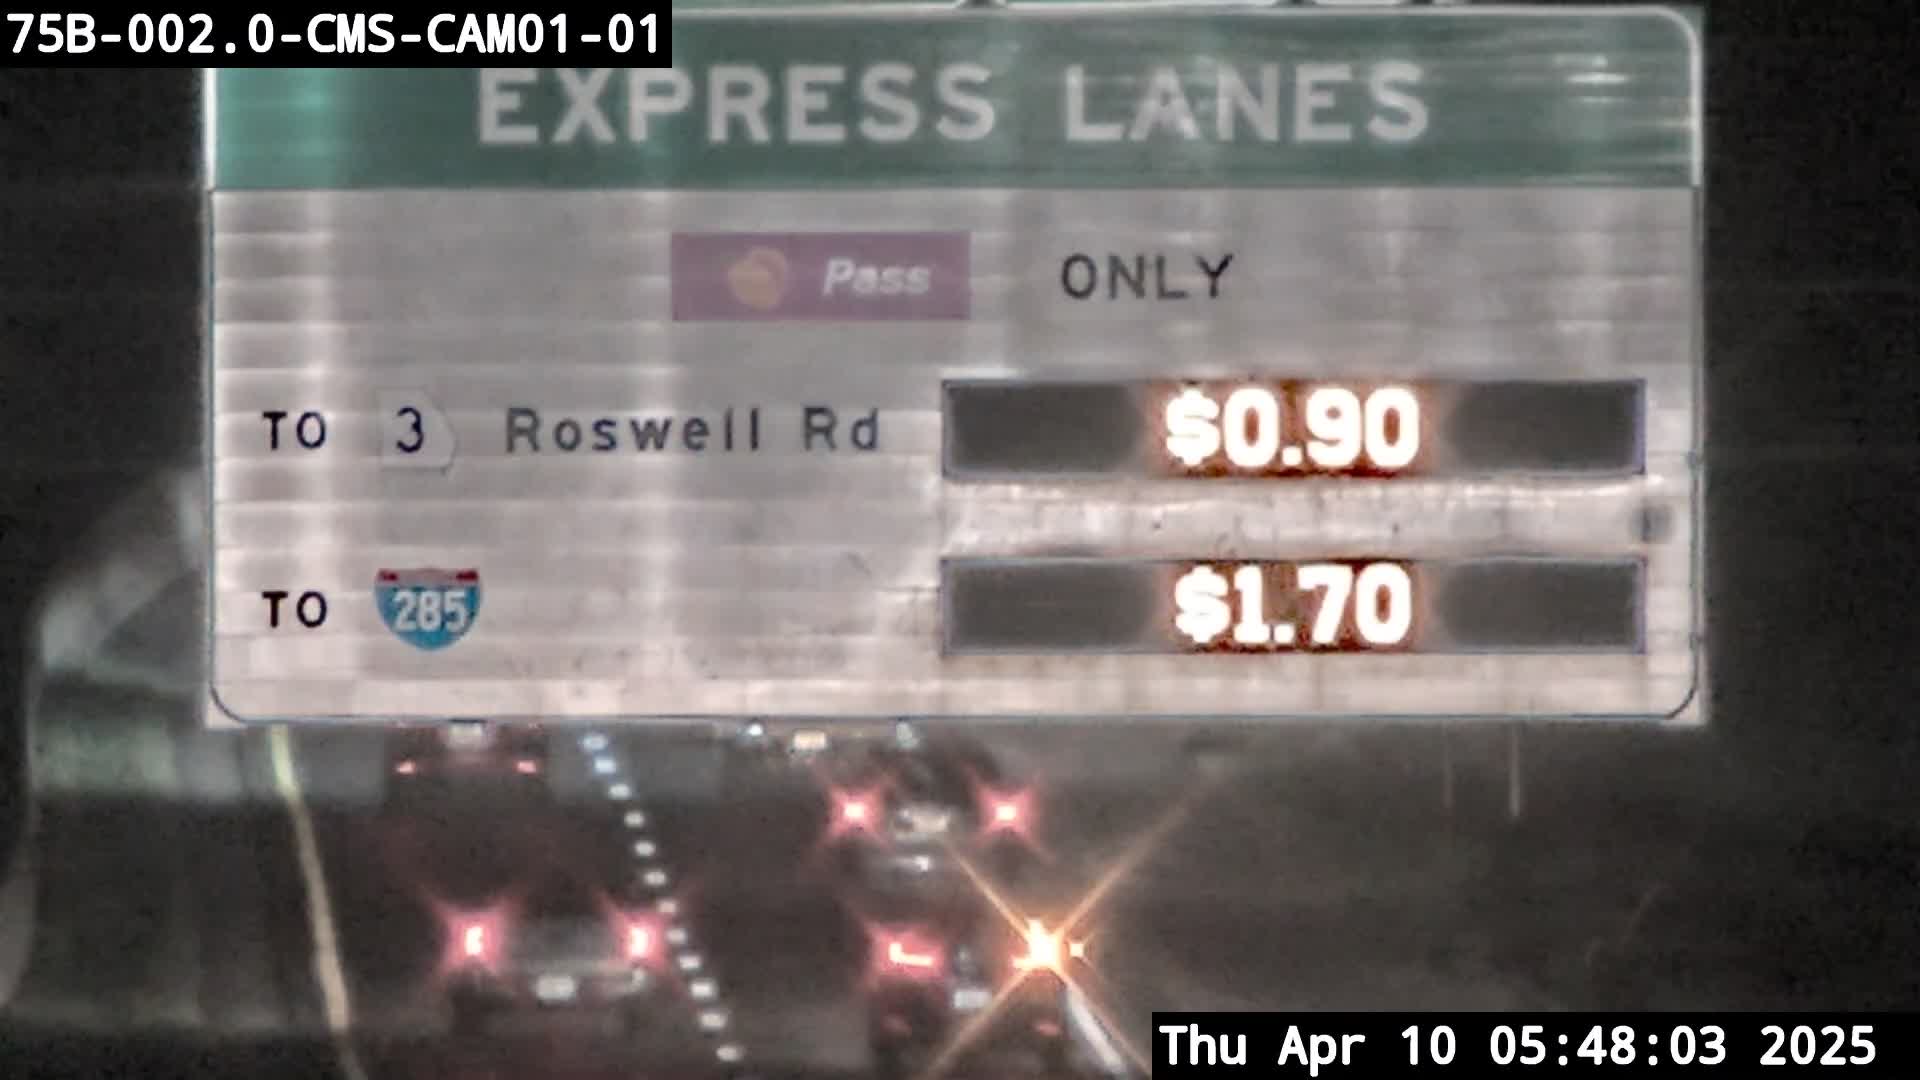 75B-002.0-CMS-CAM01-01
EXPRESS LANES
Pass ONLY
TO 3 Roswell Rd $0.90
TO 285 $1.70
Thu Apr 10 05:48:03 2025